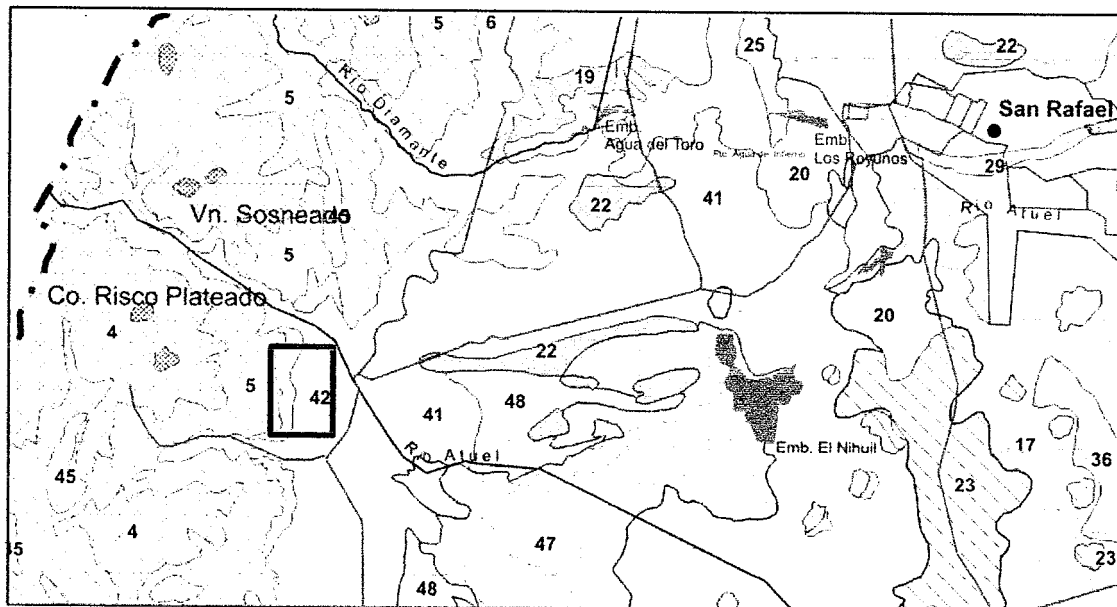 5
6
25
22
19
5
Río Diamante
San Rafael
Emb.
Agua del Toro
Emb.
Los Reyunos
29
20
22
41
Río Atuel
Vn. Sosneado
45
5
Co. Risco Plateado
4
20
22
5
42
41
48
17
36
Río Atuel
Emb. El Nihuil
45
23
4
47
23
48